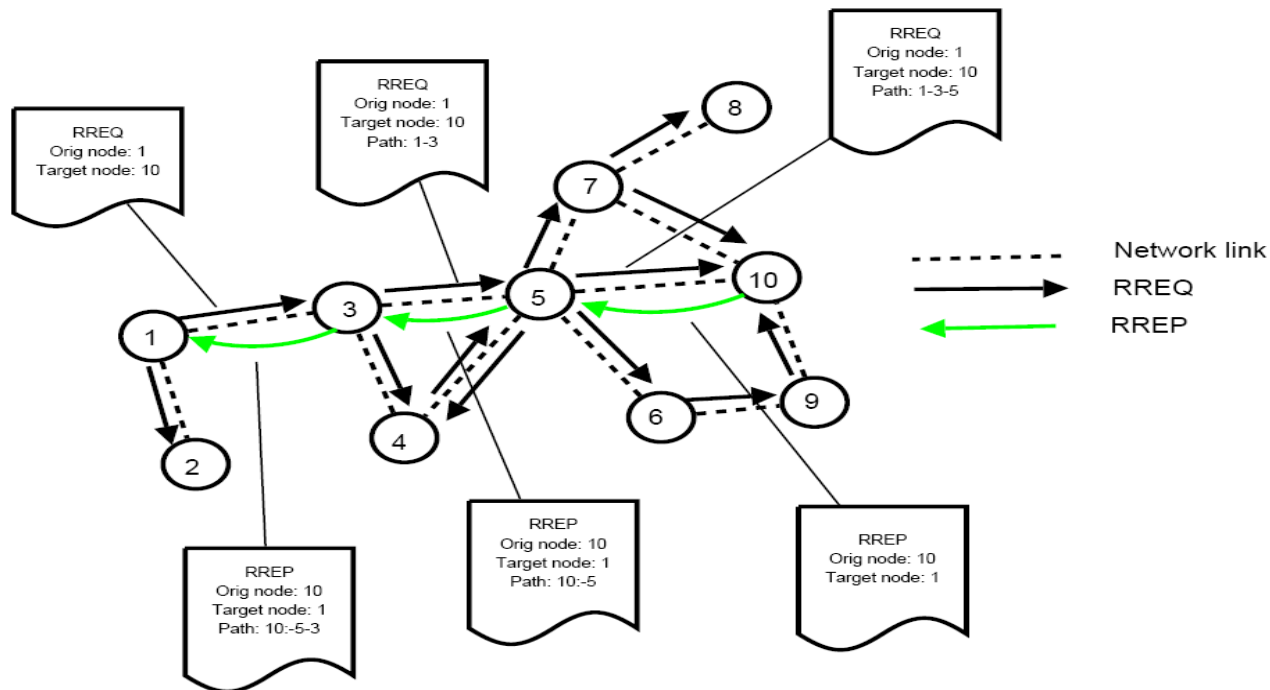 RREQ
Orig node: 1
Target node: 10
Path: 1-3-5
RREQ
Orig node: 1
Target node: 10
Path: 1-3
RREQ
Orig node: 1
Target node: 10
8
7
10
5
3
1
2
4
6
9
Network link
RREQ
RREP
RREP
Orig node: 10
Target node: 1
Path: 10:-5-3
RREP
Orig node: 10
Target node: 1
Path: 10:-5
RREP
Orig node: 10
Target node: 1